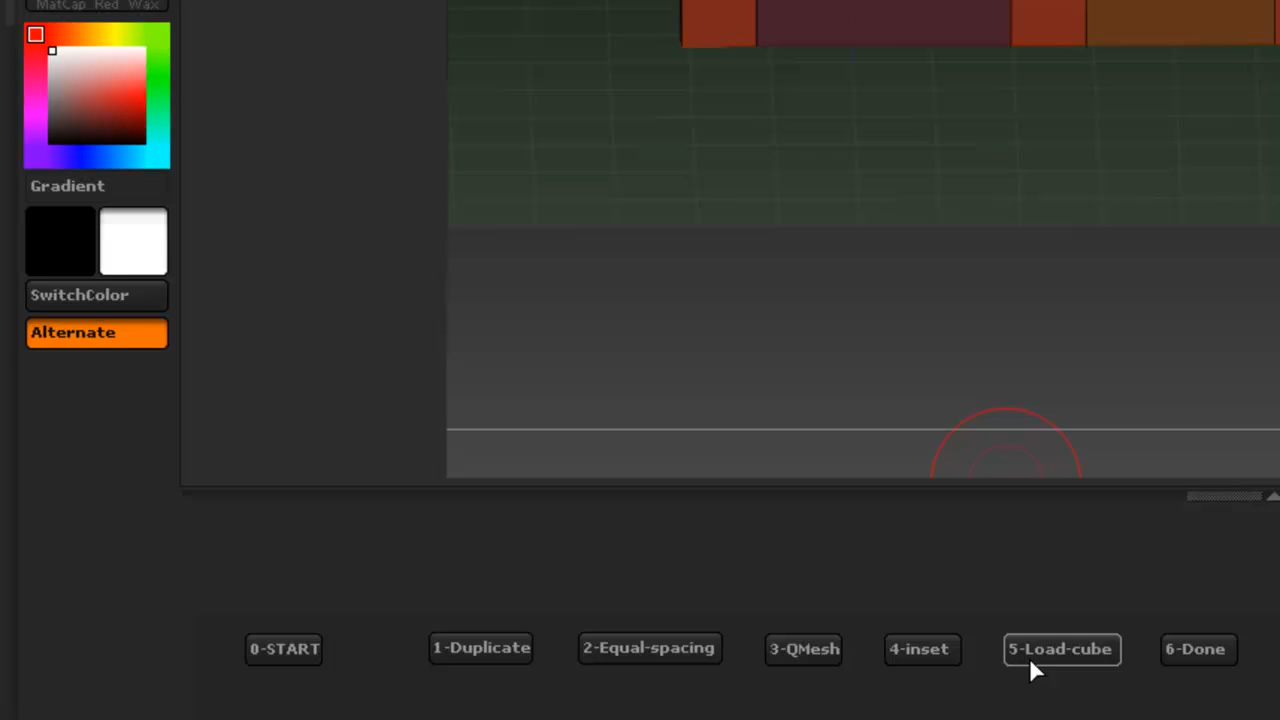 MatCap Red Wax
Gradient
SwitchColor
Alternate
0-START 1-Duplicate 2-Equal-spacing 3-QMesh 4-inset 5-Load-cube 6-Done